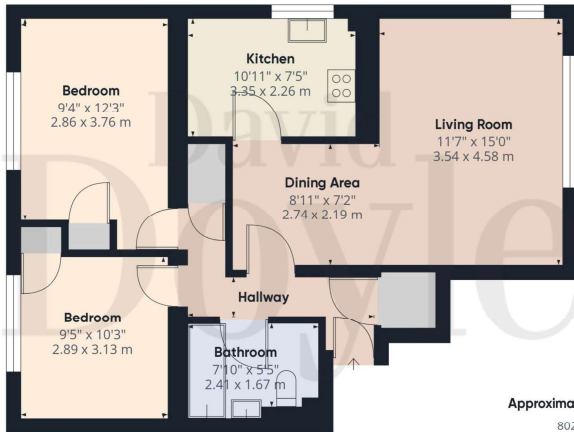 Bedroom
9'4" x 12'3"
2.86 x 3.76 m
Kitchen
10'11" x 7'5"
3.35 x 2.26 m
Living Room
11'7" x 15'0"
3.54 x 4.58 m
Dining Area
8'11" x 7'2"
2.74 x 2.19 m
Hallway
Bedroom
9'5" x 10'3"
2.89 x 3.13 m
Bathroom
7'10" x 5'5"
2.41 x 1.67 m
David
Doyle
Approxima
802